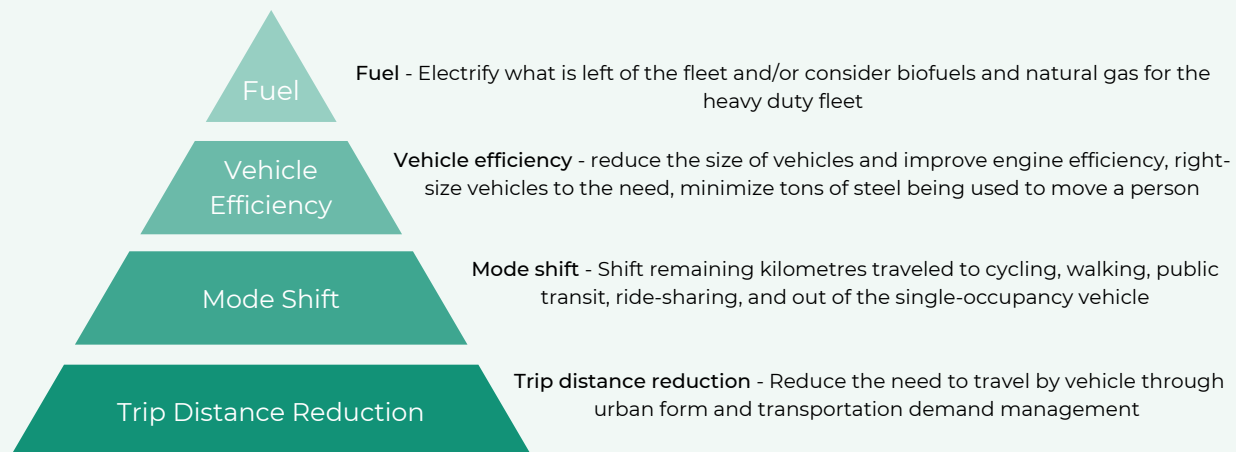 Fuel
Fuel - Electrify what is left of the fleet and/or consider biofuels and natural gas for the
heavy duty fleet
Vehicle
Efficiency
Vehicle efficiency - reduce the size of vehicles and improve engine efficiency, right-
size vehicles to the need, minimize tons of steel being used to move a person
Mode Shift
Mode shift - Shift remaining kilometres traveled to cycling, walking, public
transit, ride-sharing, and out of the single-occupancy vehicle
Trip Distance Reduction
Trip distance reduction - Reduce the need to travel by vehicle through
urban form and transportation demand management